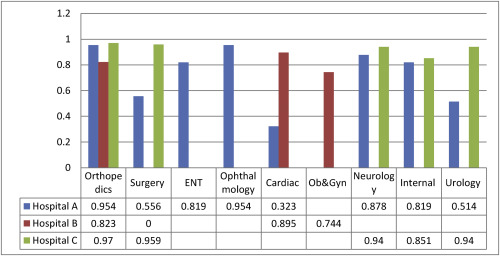 1.2
1
0.8
0.6
0.4
0.2
0
Orthope Surgery ENT Ophthal Cardiac Ob&Gyn Neurolog Internal Urology
dics mology y
Hospital A 0.954 0.556 0.819 0.954 0.323 0.878 0.819 0.514
Hospital B 0.823 0 0.895 0.744
Hospital C 0.97 0.959 0.94 0.851 0.94